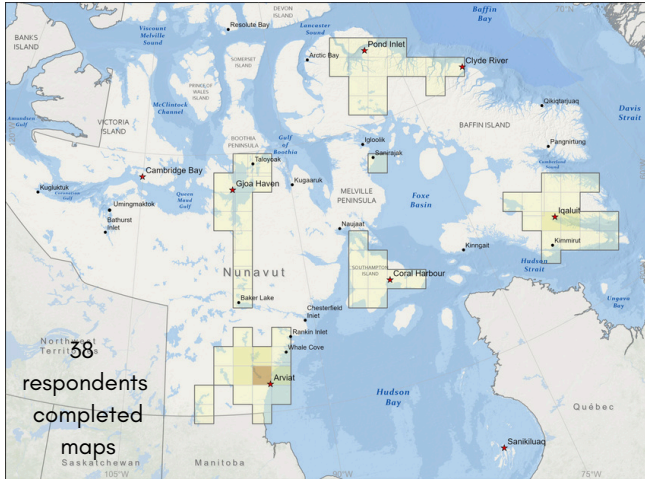 DEVON
ISLAND
Baffin
Bay
75°N
BANKS
ISLAND
Viscount
Melville
Sound
Resolute Bay
Lancaster
Sound
Arctic Bay
Pond Inlet
Clyde River
SOMERSET
ISLAND
PRINCE OF
WALES
ISLAND
McClintock
Channel
VICTORIA
ISLAND
Amundsen
Gulf
BOOTHIA
PENINSULA
Gulf
of
Boothia
Qikiqtarjuaq
Davis
Strait
BAFFIN ISLAND
Igloolik
Sanirajak
Pangnirtung
Cumberland
Sound
Taloyoak
Cambridge Bay
Gjoa Haven
Kugaaruk
Kugluktuk
Coronation
Gulf
Queen
Maud
Gulf
MELVILLE
PENINSULA
Foxe
Basin
Umingmaktok
Bathurst
Inlet
Naujaat
Iqaluit
Kimmirut
Kinngait
Hudson
Strait
Ungava
Bay
Nunavut
SOUTHAMPTON
ISLAND
Coral Harbour
Baker Lake
Chesterfield
Inlet
Rankin Inlet
Whale Cove
Northwest
Territories
38
respondents
completed
maps
Arviat
Hudson
Bay
Québec
Sanikiluaq
Saskatchewan
Manitoba
105°W
90°W
75°W